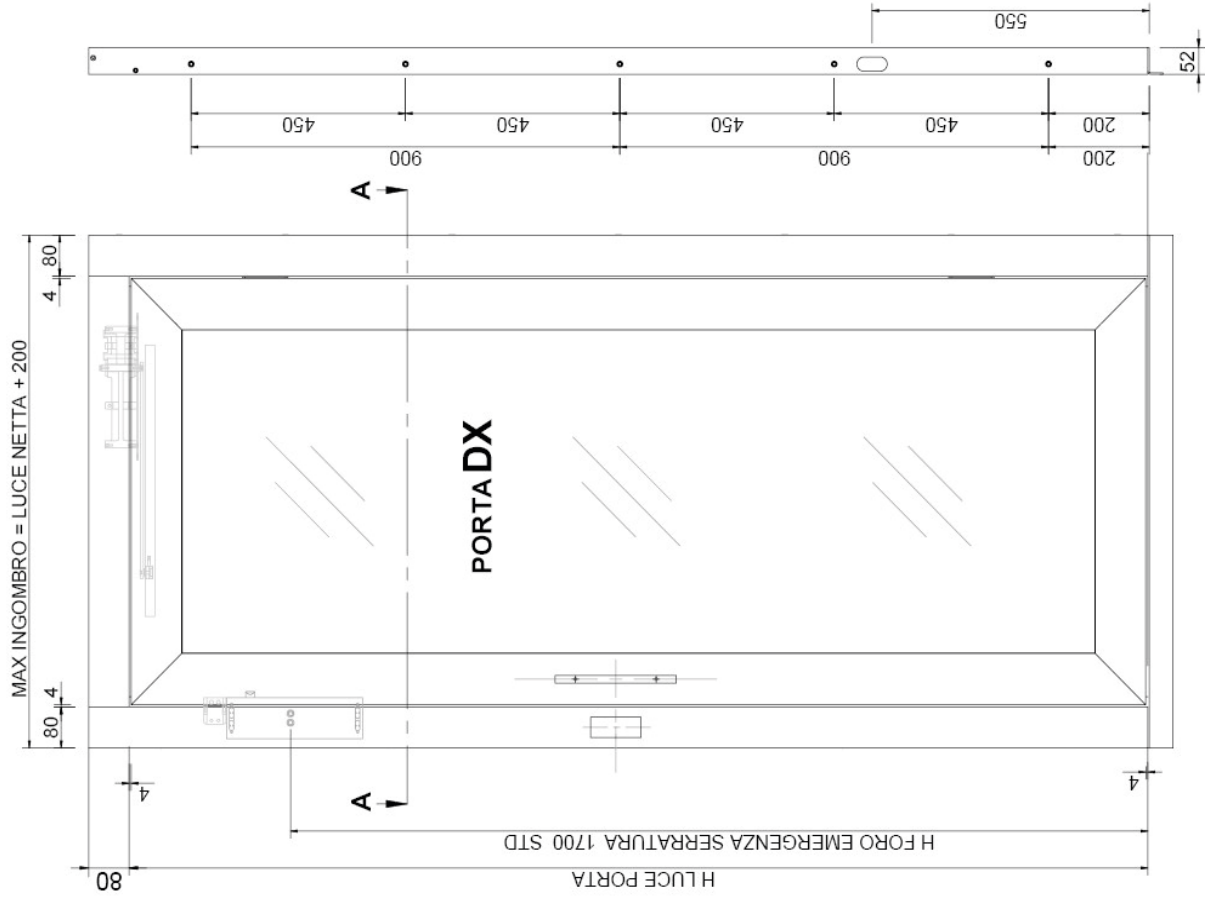 550
52
450
450
450
450
200
900
900
200
A
MAX INGOMBRO = LUCE NETTA + 200
80
4
4
80
PORTA DX
4
4
A
H FORO EMERGENZA SERRATURA 1700 STD
H LUCE PORTA
80